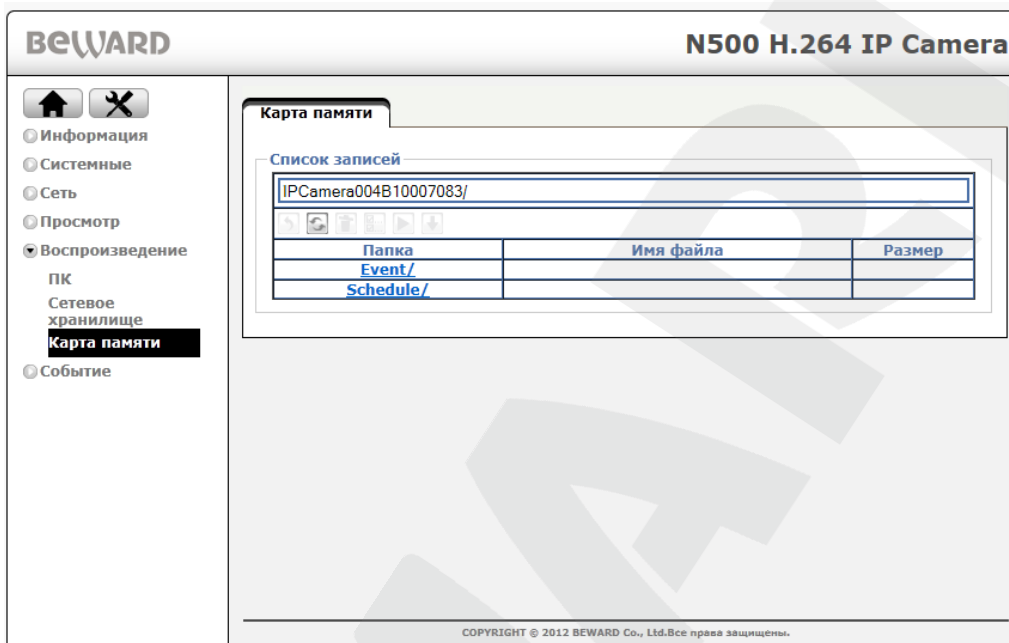 BEWARD
N500 H.264 IP Camera
Информация
Системные
Сеть
Просмотр
Воспроизведение
ПК
Сетевое
хранилище
Карта памяти
Событие
Карта памяти
Список записей
IPCamera004B10007083/
Папка Имя файла Размер
Event/
Schedule/
COPYRIGHT © 2012 BEWARD Co., Ltd.Все права защищены.